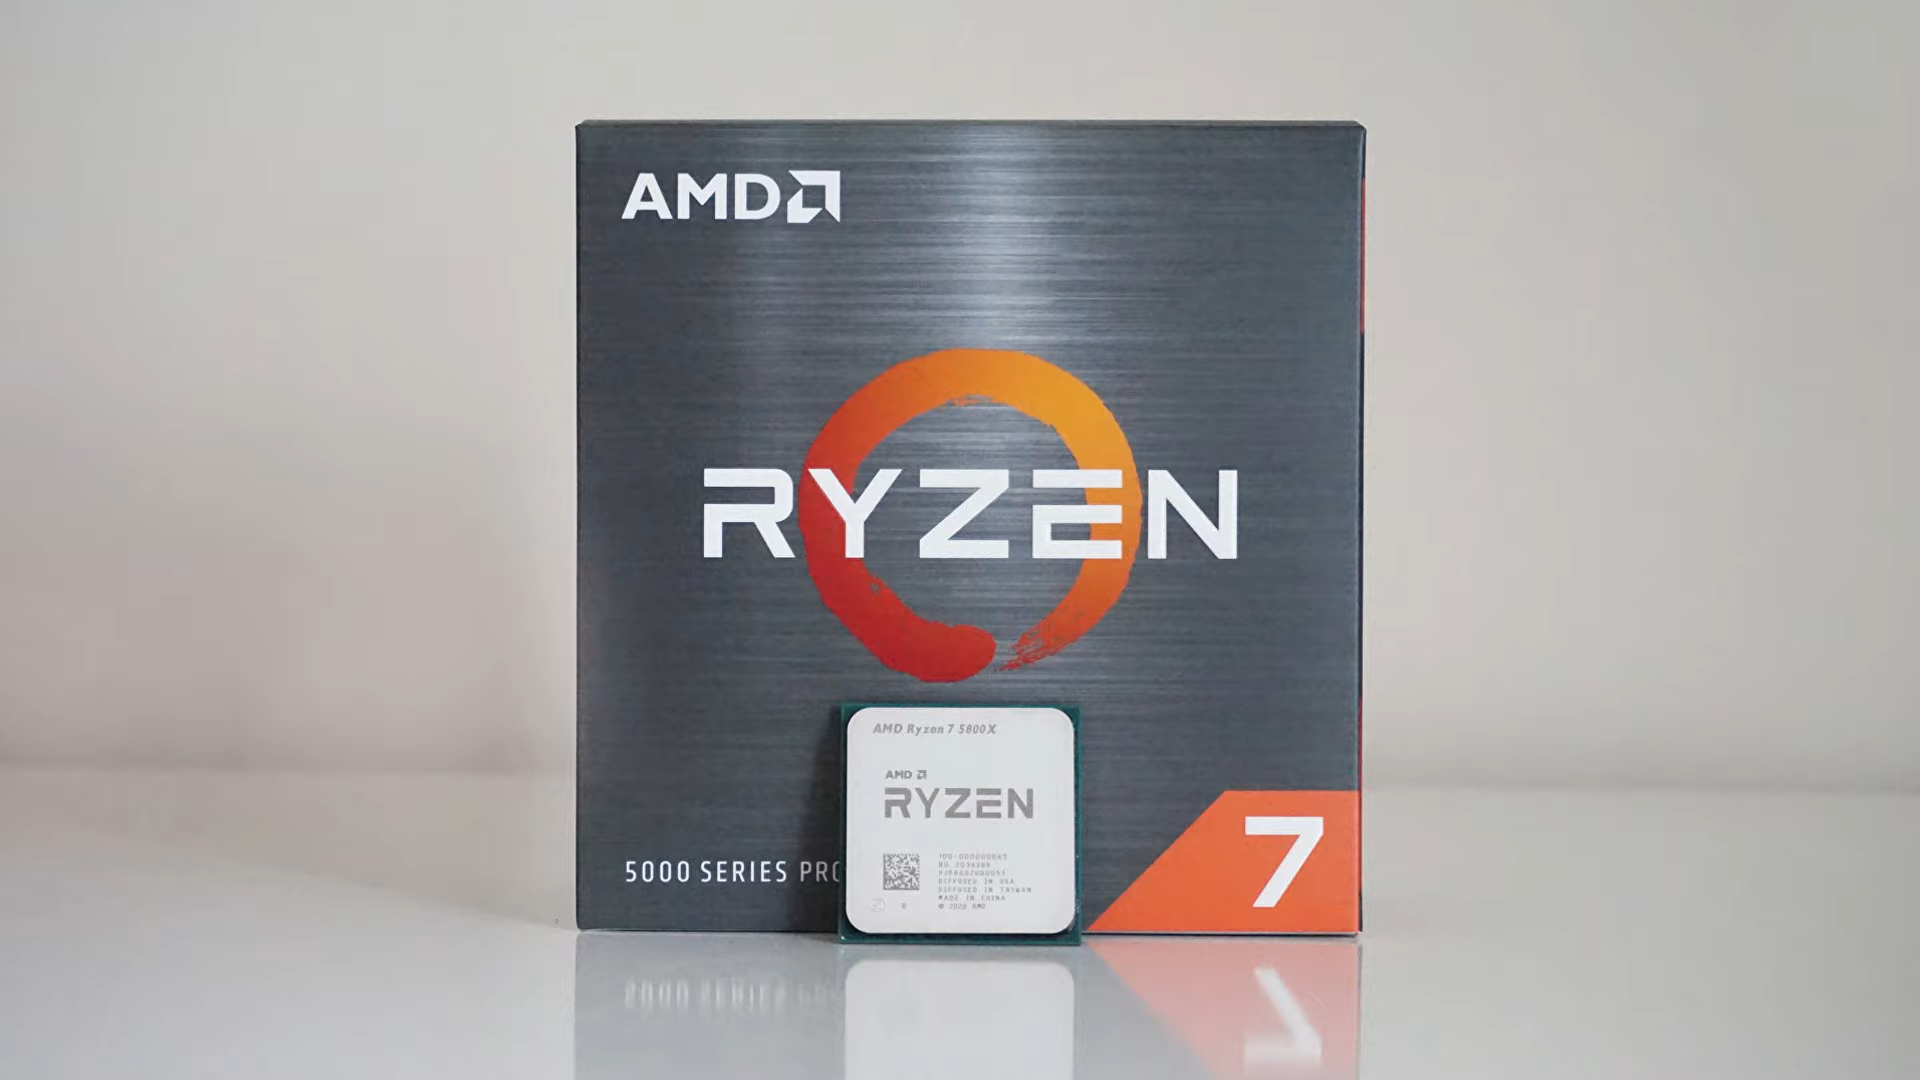 AMD
RYZEN
AMD Ryzen 7 5800X
AMD
RYZEN
DIFFUSED IN USA
DIFFUSED IN TAIWAN
MADE IN CHINA
© 2020 AMD
5000 SERIES
7